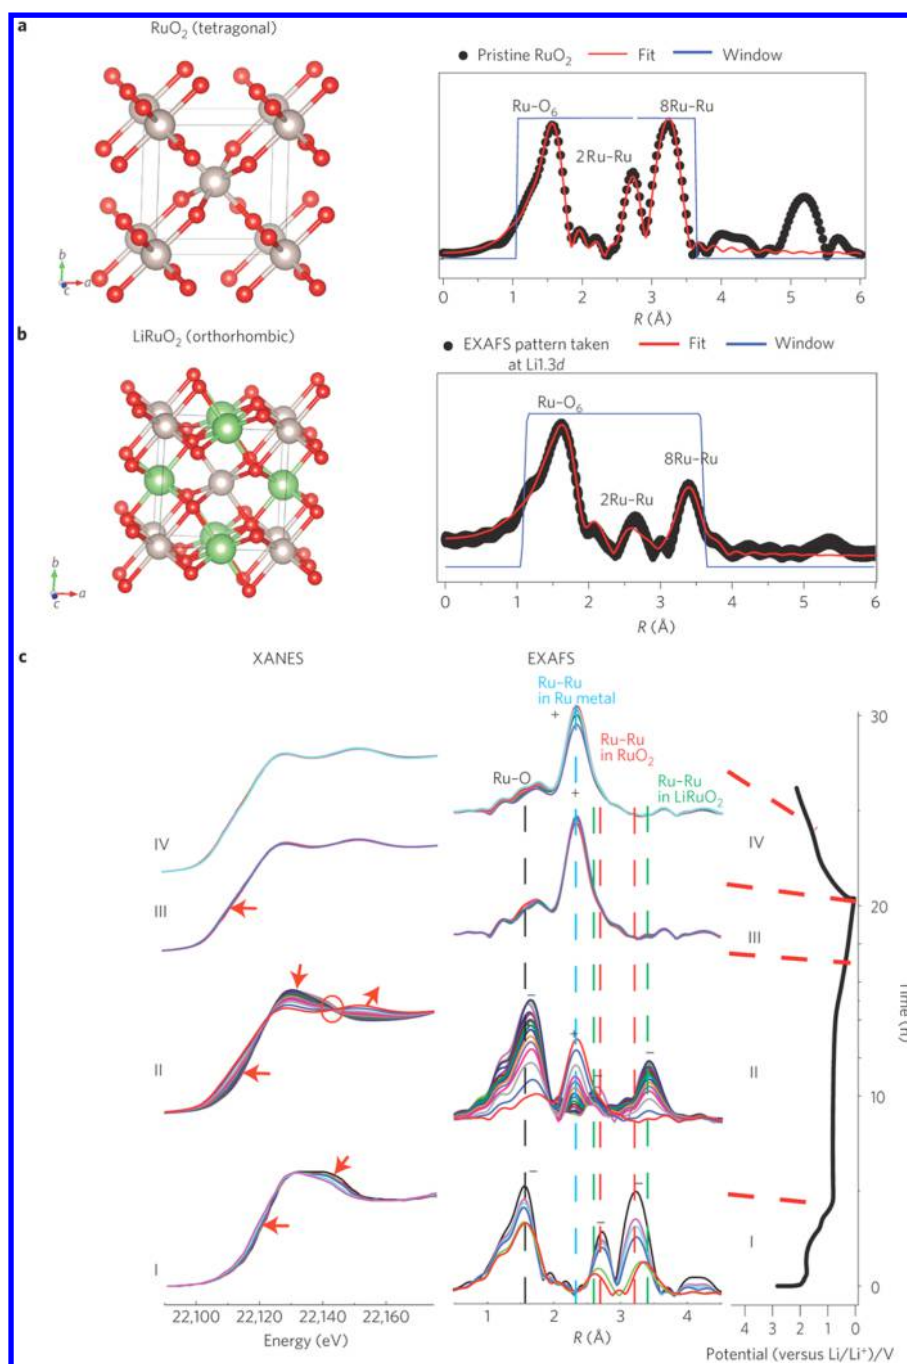 a
RuO2 (tetragonal)
Pristine RuO2 Fit Window
Ru–O6
8Ru–Ru
2Ru–Ru
b
c a
0 1 2 3 4 5 6
R (Å)
b
LiRuO2 (orthorhombic)
EXAFS pattern taken Fit Window
at Li1.3d
Ru–O6
8Ru–Ru
2Ru–Ru
b
c a
0 1 2 3 4 5 6
R (Å)
c
XANES EXAFS
Ru–Ru
in Ru metal
+
Ru–Ru
in RuO2
Ru–O
Ru–Ru
in LiRuO2
+
30
IV IV
20
III III
–
+
–
–
II II
10
–
–
–
I I
0
22,100 22,120 22,140 22,160
Energy (eV)
1 2 3 4
R (Å)
4 3 2 1 0
Potential (versus Li/Li+)/V